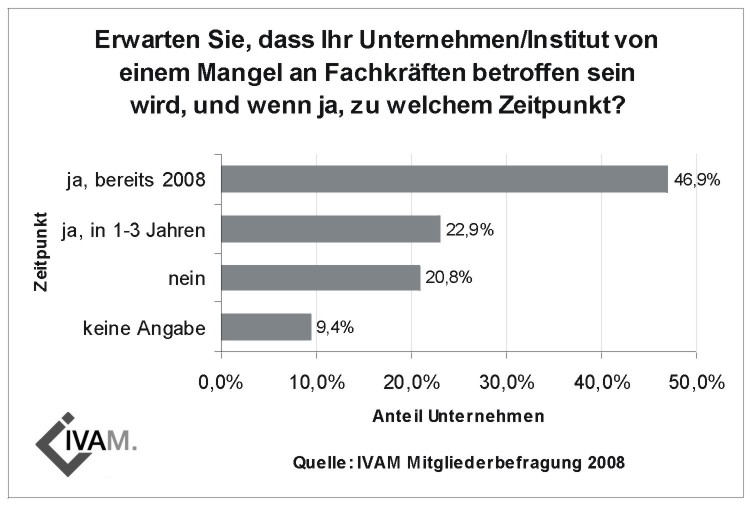 Erwarten Sie, dass Ihr Unternehmen/Institut von
einem Mangel an Fachkräften betroffen sein
wird, und wenn ja, zu welchem Zeitpunkt?
Zeitpunkt
ja, bereits 2008
46,9%
ja, in 1-3 Jahren
22,9%
nein
20,8%
keine Angabe
9,4%
0,0%
10,0%
20,0%
30,0%
40,0%
50,0%
Anteil Unternehmen
IVAM.
Quelle: IVAM Mitgliederbefragung 2008